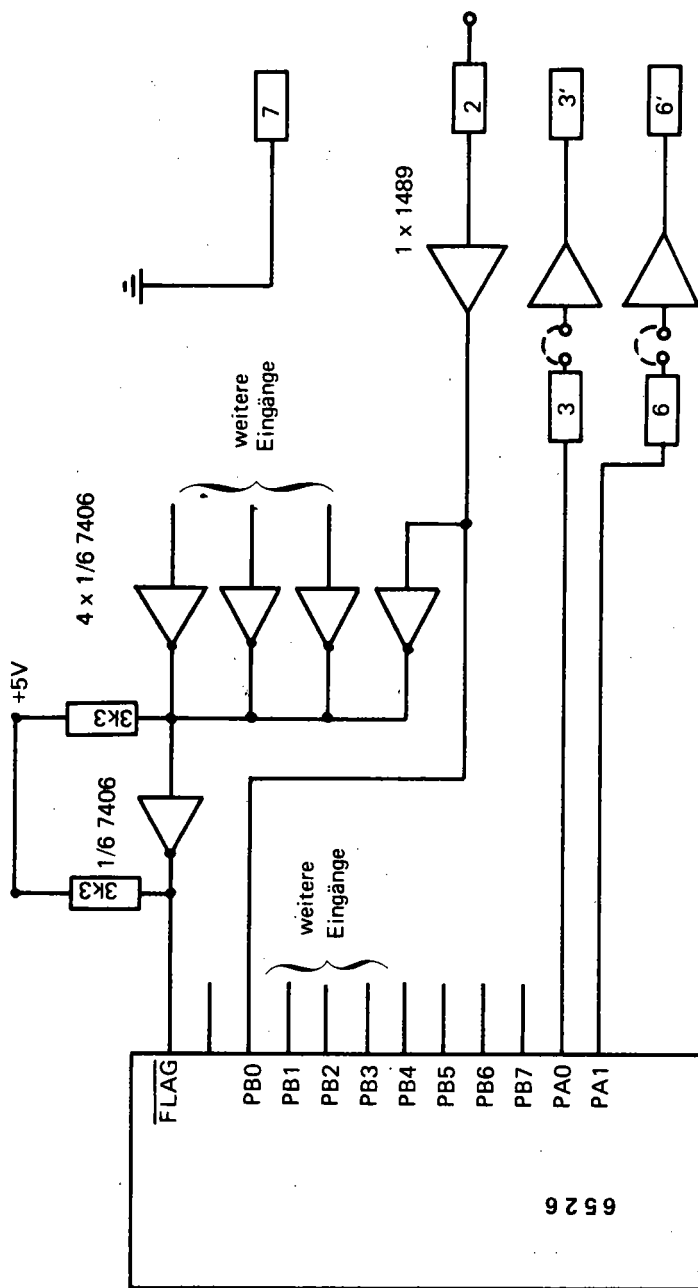 +5V
3k3
3k3
1/6 7406
4 x 1/6 7406
weitere
Eingänge
7
1 x 1489
2
3
3'
6
6'
weitere
Eingänge
FLAG
PB0
PB1
PB2
PB3
PB4
PB5
PB6
PB7
PA0
PA1
6526